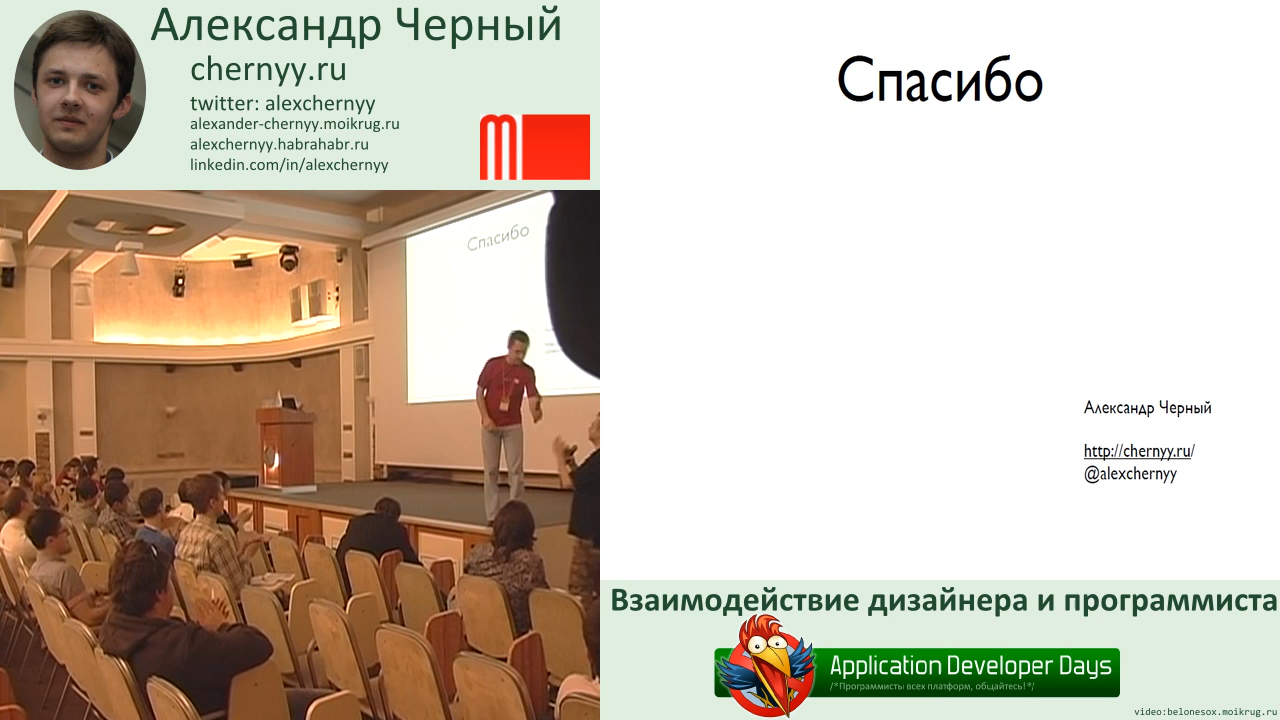 Александр Черный
chernyy.ru
twitter: alexchernyy
alexander-chernyy.moikrug.ru
alexchernyy.habrahabr.ru
linkedin.com/in/alexchernyy
Спасибо
Спасибо
Александр Черный
http://chernyy.ru/
@alexchernyy
Взаимодействие дизайнера и программиста
Application Developer Days
/*Программисты всех платформ, общайтесь!*/
video:belonesox.moikrug.ru